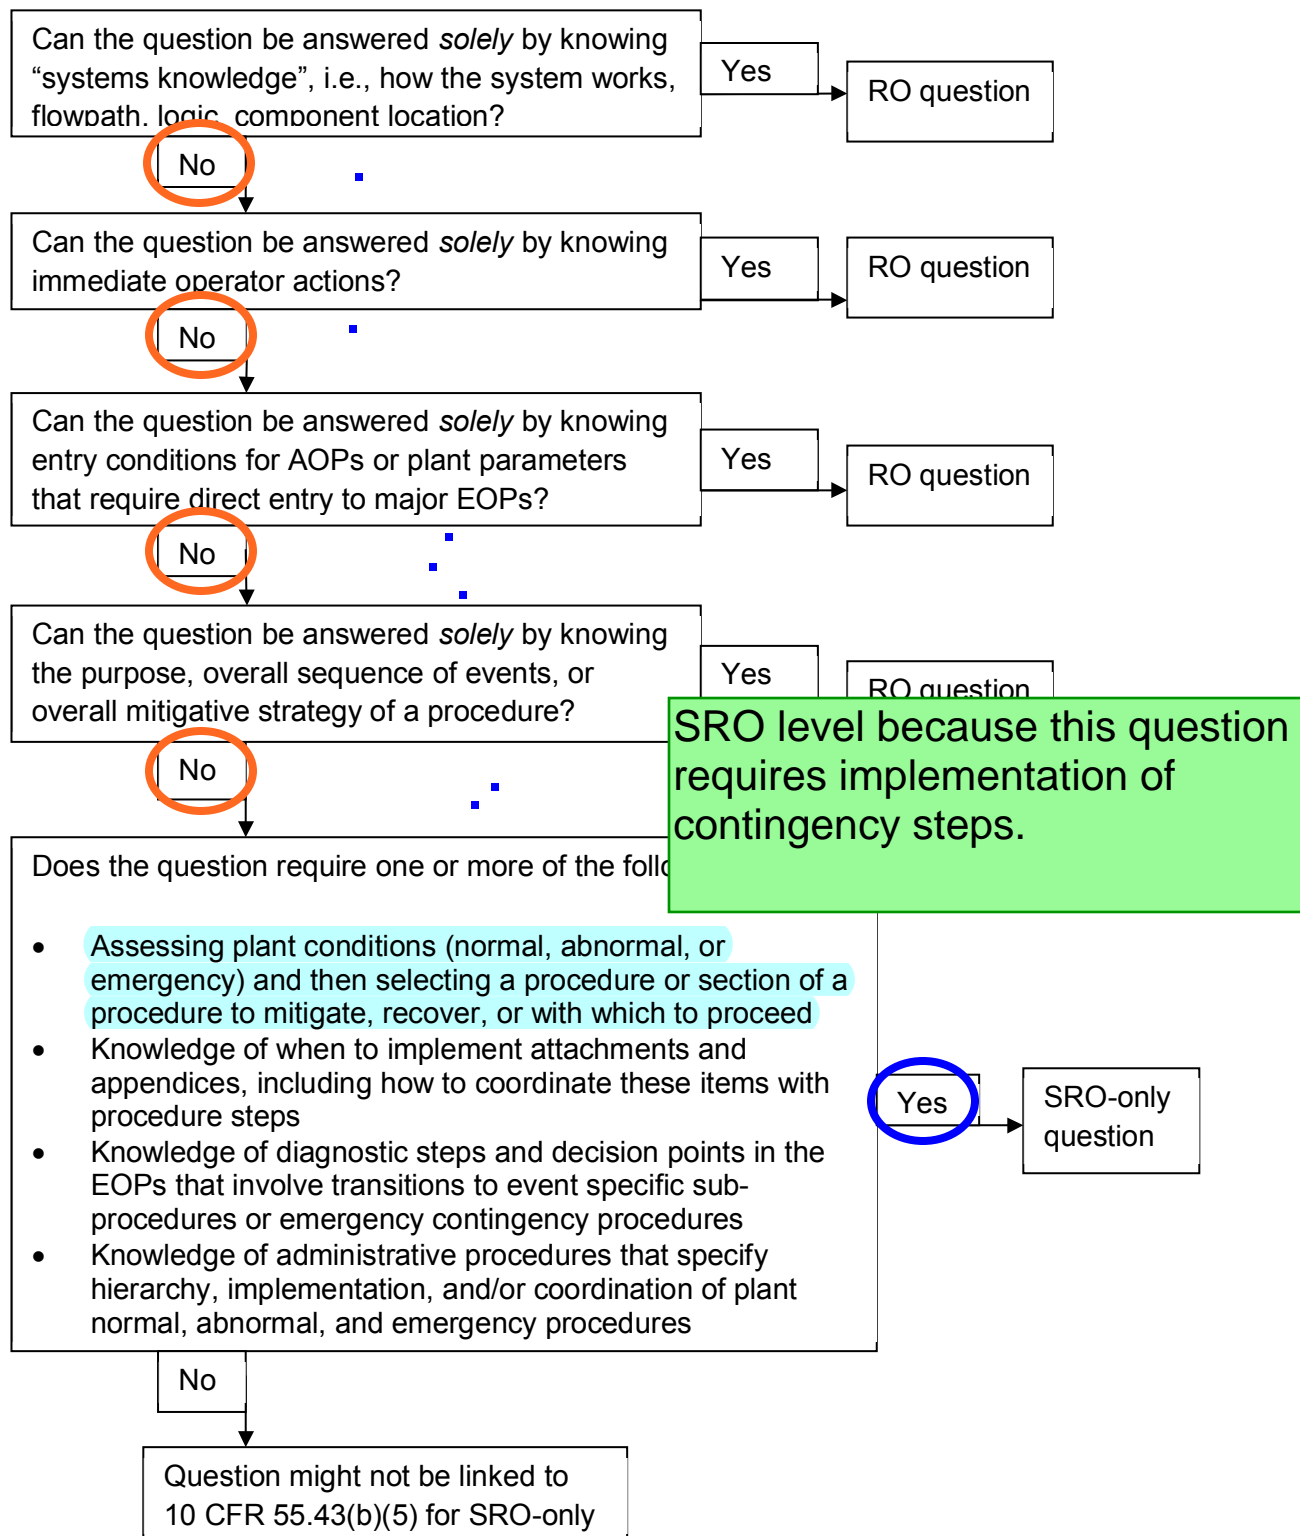 Can the question be answered solely by knowing
“systems knowledge”, i.e., how the system works,
flowpath, logic, component location?
Yes
RO question
No
Can the question be answered solely by knowing
immediate operator actions?
Yes
RO question
No
Can the question be answered solely by knowing
entry conditions for AOPs or plant parameters
that require direct entry to major EOPs?
Yes
RO question
No
Can the question be answered solely by knowing
the purpose, overall sequence of events, or
overall mitigative strategy of a procedure?
Yes
RO question
No
SRO level because this question
requires implementation of
contingency steps.
Does the question require one or more of the
• Assessing plant conditions (normal, abnormal, or
emergency) and then selecting a procedure or section of a
procedure to mitigate, recover, or with which to proceed
• Knowledge of when to implement attachments and
appendices, including how to coordinate these items with
procedure steps
• Knowledge of diagnostic steps and decision points in the
EOPs that involve transitions to event specific sub-
procedures or emergency contingency procedures
• Knowledge of administrative procedures that specify
hierarchy, implementation, and/or coordination of plant
normal, abnormal, and emergency procedures
Yes
SRO-only
question
No
Question might not be linked to
10 CFR 55.43(b)(5) for SRO-only